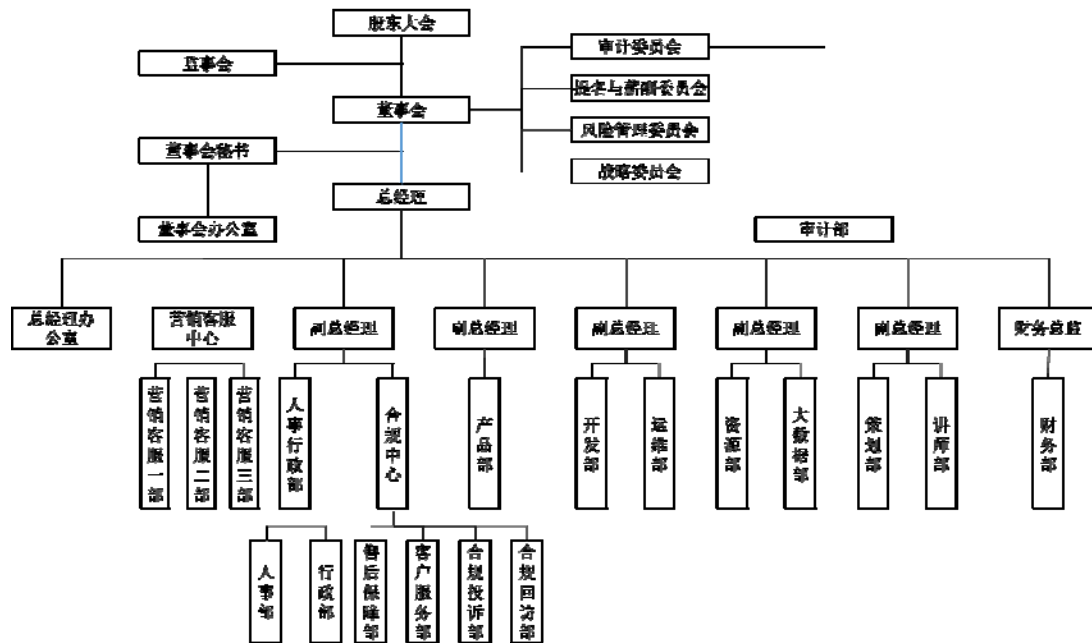 股东大会
监事会
审计委员会
提名与薪酬委员会
董事会
风险管理委员会
董事会秘书
战略委员会
总经理
董事会办公室
审计部
总经理办
公室
营销客服
中心
副总经理
副总经理
副总经理
副总经理
副总经理
财务总监
营销客服一部
营销客服二部
营销客服三部
人事行政部
合规中心
产品部
开发部
运维部
资源部
大数据部
策划部
讲师部
财务部
人事部
行政部
售后保障部
客户服务部
合规投诉部
合规回访部